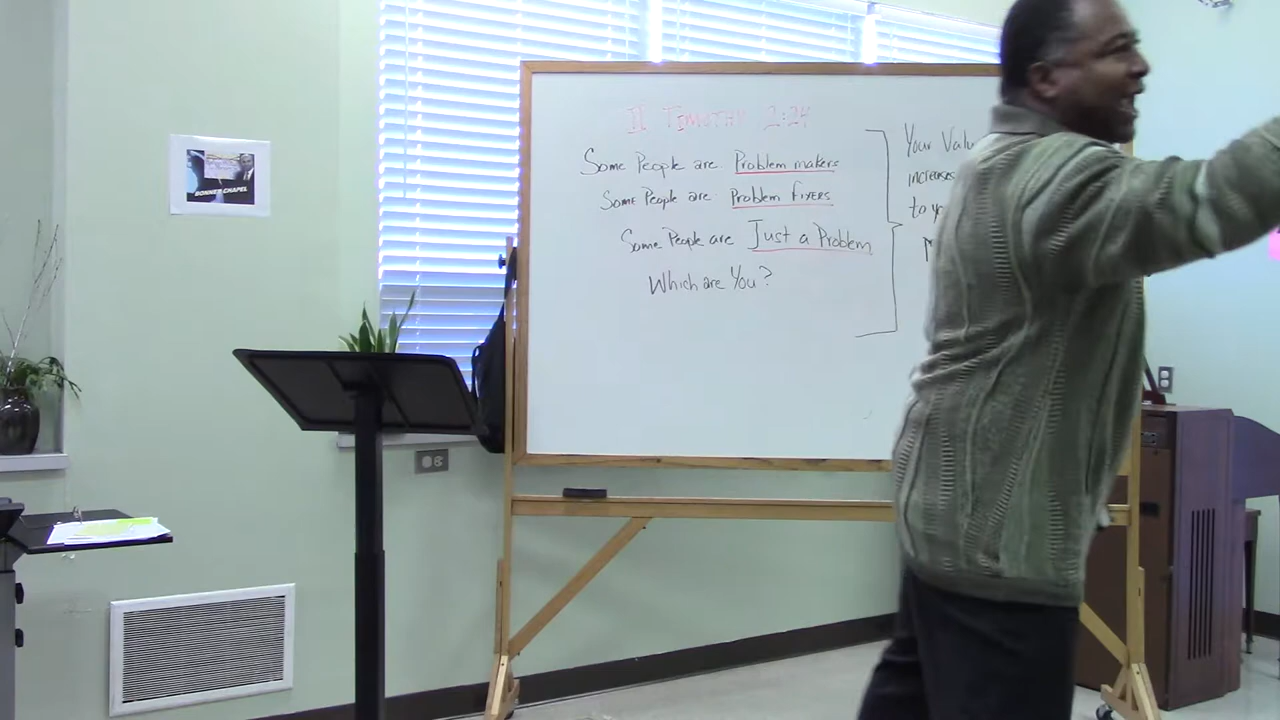 II TIMOTHY 2:24
Some People are Problem makers
Some People are Problem fixers
Some People are Just a Problem
Which are You?
Your Valu
increases
to yo
BONNER CHAPEL